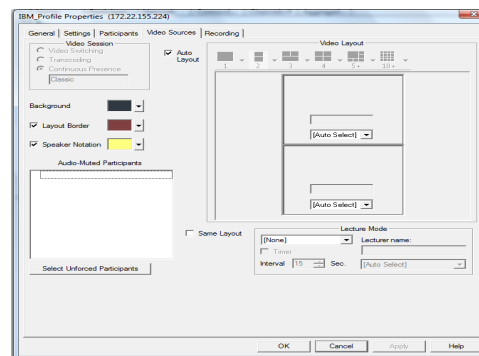 IBM_Profile Properties (172.22.155.224)
General | Settings | Participants | Video Sources | Recording |
Video Session
Video Switching
Transcoding
Continuous Presence
Classic
Auto Layout
Video Layout
1 2 3 4 5+ 10+
Background
Layout Border
Speaker Notation
[Auto Select]
[Auto Select]
Audio-Muted Participants
Same Layout
Lecture Mode
[None]
Lecturer name:
Timer
Interval 15 Sec. [Auto Select]
Select Unforced Participants
OK Cancel Apply Help